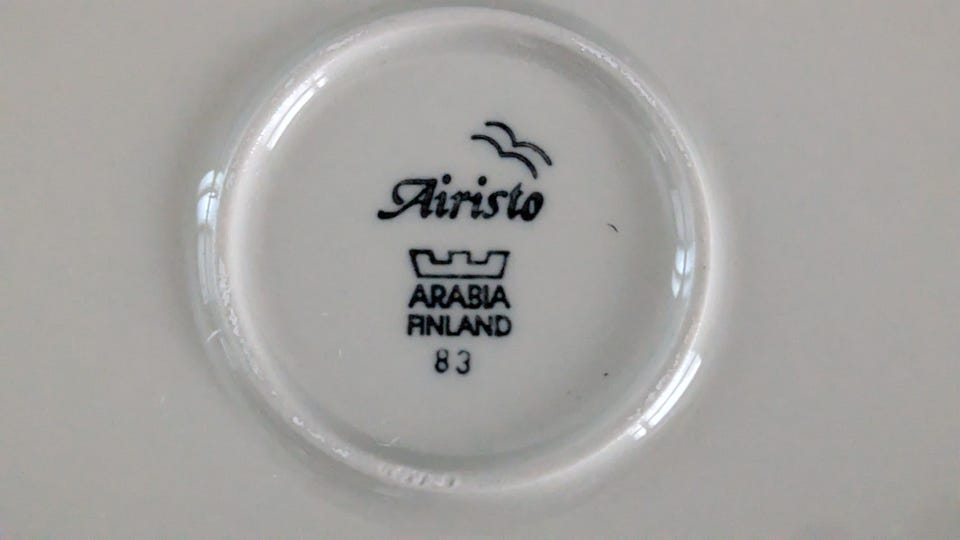 Airisto
ARABIA
FINLAND
83